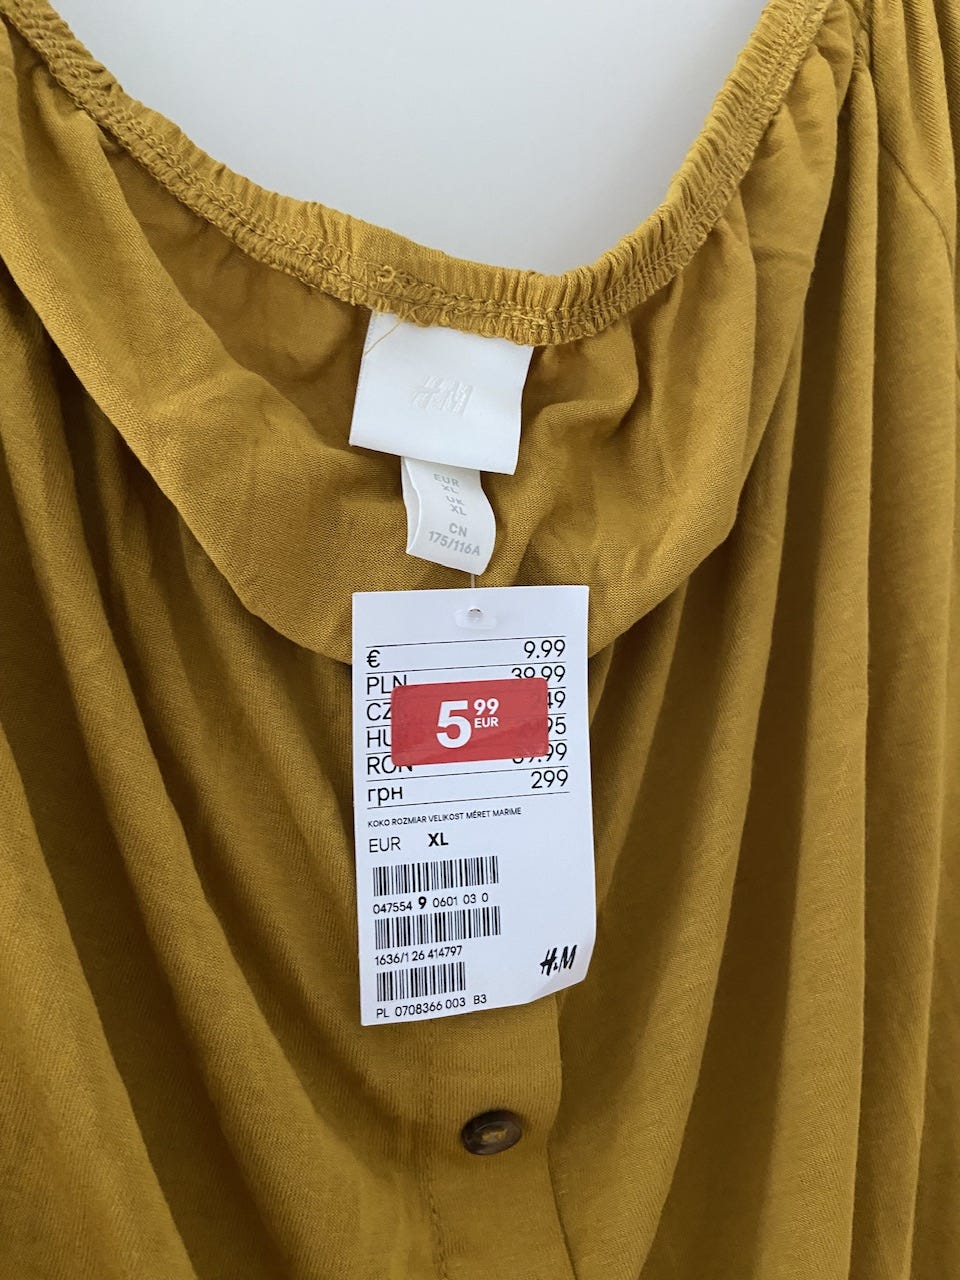 H&M
EUR
XL
UK
XL
CN
175/116A
€ 9.99
PLN 39.99
5 99 EUR
грн 299
KOKO ROZMIAR VELIKOST MÉRET MARIME
EUR XL
047554 9 0601 03 0
1636/1 26 414797
H&M
PL 0708366 003 B3